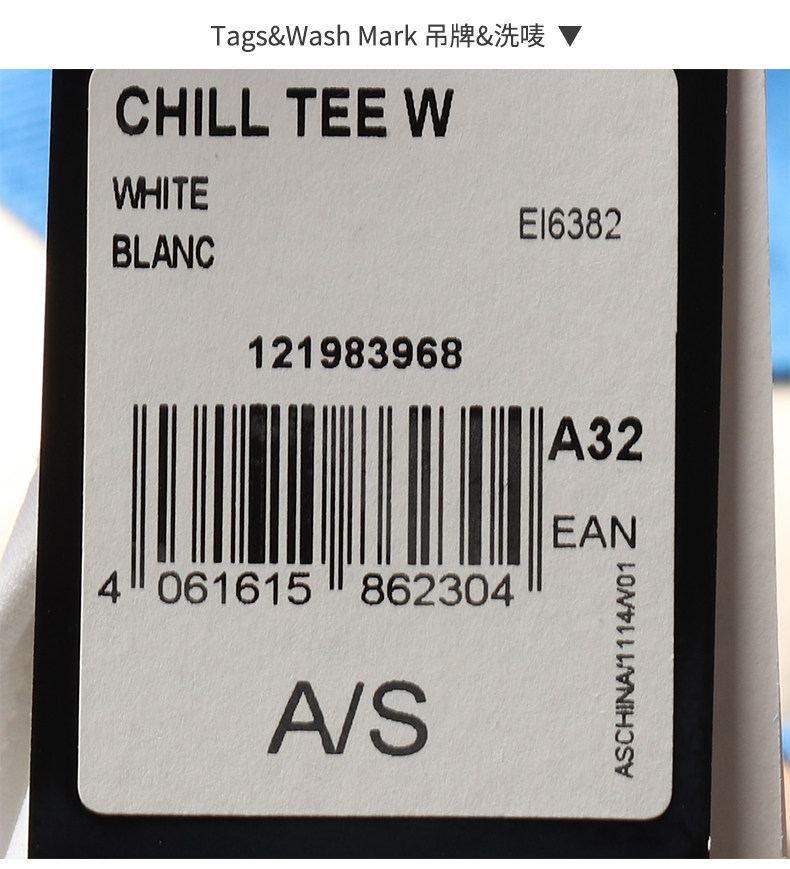 Tags&Wash Mark 吊牌&洗唛 ▼
CHILL TEE W
WHITE
BLANC
EI6382
121983968
A32
EAN
4 061615 862304
ASCHINA/1114/V01
A/S